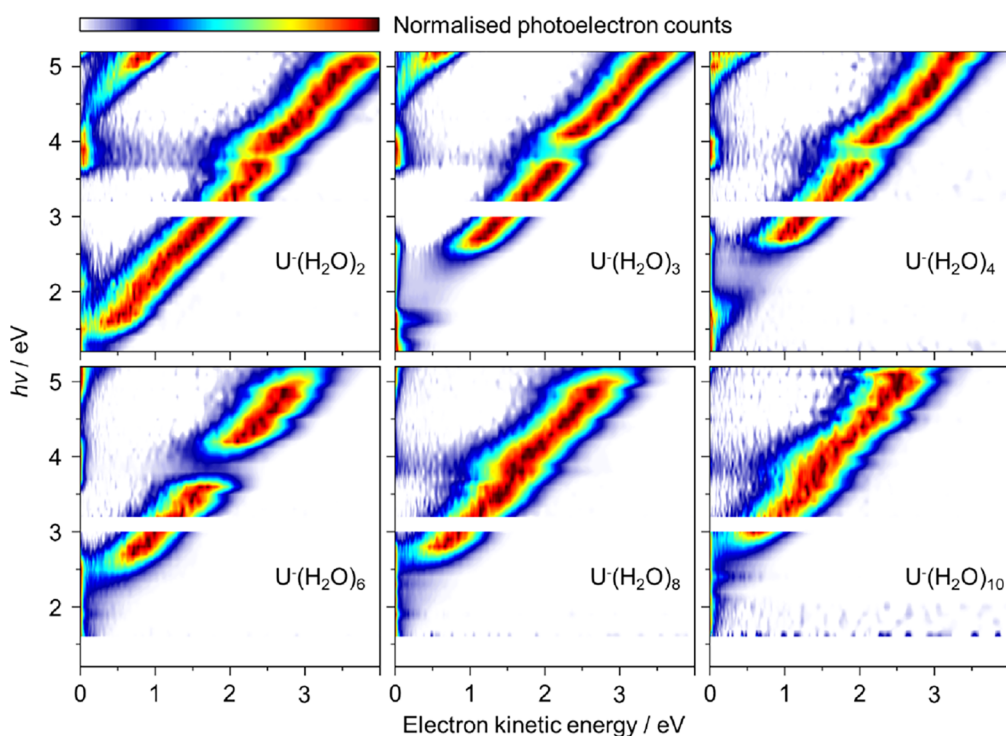 Normalised photoelectron counts
5
4
3
2
U⁻(H₂O)₂
U⁻(H₂O)₃
U⁻(H₂O)₄
hv / eV
5
4
3
2
U⁻(H₂O)₆
U⁻(H₂O)₈
U⁻(H₂O)₁₀
0 1 2 3 0 1 2 3 0 1 2 3
Electron kinetic energy / eV